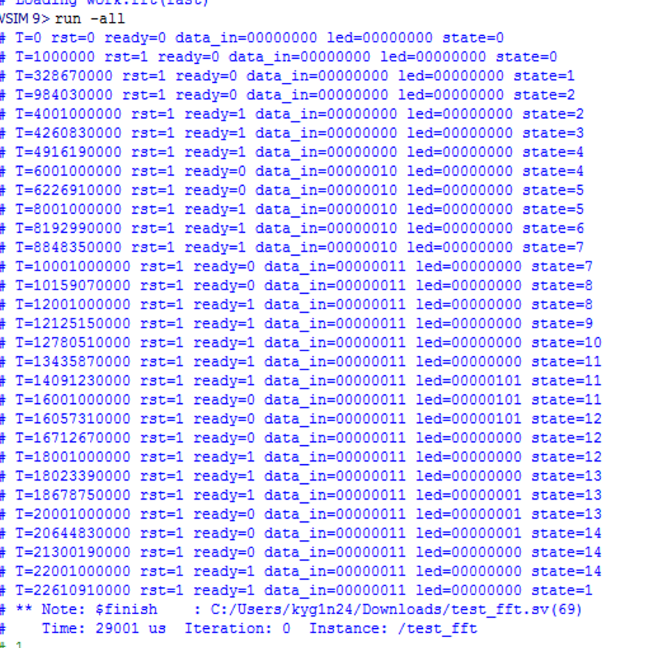 # Loading work.fft(fast)
VSIM 9> run -all
# T=0 rst=0 ready=0 data_in=00000000 led=00000000 state=0
# T=1000000 rst=1 ready=0 data_in=00000000 led=00000000 state=0
# T=328670000 rst=1 ready=0 data_in=00000000 led=00000000 state=1
# T=984030000 rst=1 ready=0 data_in=00000000 led=00000000 state=2
# T=4001000000 rst=1 ready=1 data_in=00000000 led=00000000 state=2
# T=4260830000 rst=1 ready=1 data_in=00000000 led=00000000 state=3
# T=4916190000 rst=1 ready=1 data_in=00000000 led=00000000 state=4
# T=6001000000 rst=1 ready=0 data_in=00000010 led=00000000 state=4
# T=6226910000 rst=1 ready=0 data_in=00000010 led=00000000 state=5
# T=8001000000 rst=1 ready=1 data_in=00000010 led=00000000 state=5
# T=8192990000 rst=1 ready=1 data_in=00000010 led=00000000 state=6
# T=8848350000 rst=1 ready=1 data_in=00000010 led=00000000 state=7
# T=10001000000 rst=1 ready=0 data_in=00000011 led=00000000 state=7
# T=10159070000 rst=1 ready=0 data_in=00000011 led=00000000 state=8
# T=12001000000 rst=1 ready=1 data_in=00000011 led=00000000 state=8
# T=12125150000 rst=1 ready=1 data_in=00000011 led=00000000 state=9
# T=12780510000 rst=1 ready=1 data_in=00000011 led=00000000 state=10
# T=13435870000 rst=1 ready=1 data_in=00000011 led=00000000 state=11
# T=14091230000 rst=1 ready=1 data_in=00000011 led=00000101 state=11
# T=16001000000 rst=1 ready=0 data_in=00000011 led=00000101 state=11
# T=16057310000 rst=1 ready=0 data_in=00000011 led=00000101 state=12
# T=16712670000 rst=1 ready=0 data_in=00000011 led=00000000 state=12
# T=18001000000 rst=1 ready=1 data_in=00000011 led=00000000 state=12
# T=18023390000 rst=1 ready=1 data_in=00000011 led=00000000 state=13
# T=18678750000 rst=1 ready=1 data_in=00000011 led=00000001 state=13
# T=20001000000 rst=1 ready=0 data_in=00000011 led=00000001 state=13
# T=20644830000 rst=1 ready=0 data_in=00000011 led=00000001 state=14
# T=21300190000 rst=1 ready=0 data_in=00000011 led=00000000 state=14
# T=22001000000 rst=1 ready=1 data_in=00000011 led=00000000 state=14
# T=22610910000 rst=1 ready=1 data_in=00000011 led=00000000 state=1
# ** Note: $finish : C:/Users/kyg1n24/Downloads/test_fft.sv(69)
# Time: 29001 us Iteration: 0 Instance: /test_fft
# 1